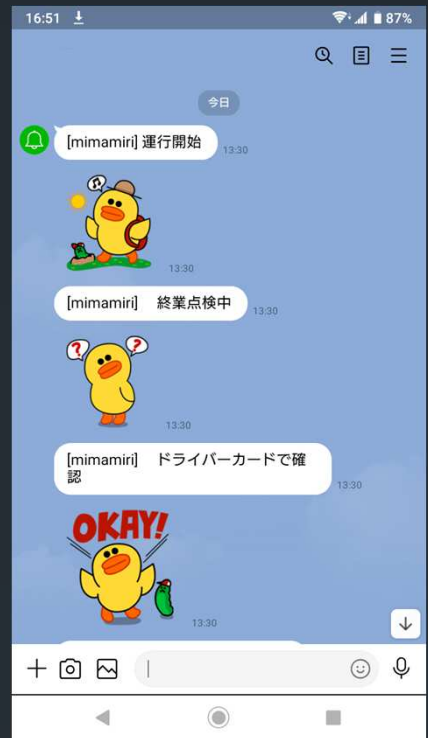 16:51 87%
今日
[mimamiri] 運行開始
13:30
13:30
[mimamiri] 終業点検中
13:30
? ?
13:30
[mimamiri] ドライバーカードで確
認
13:30
OKAY!
13:30